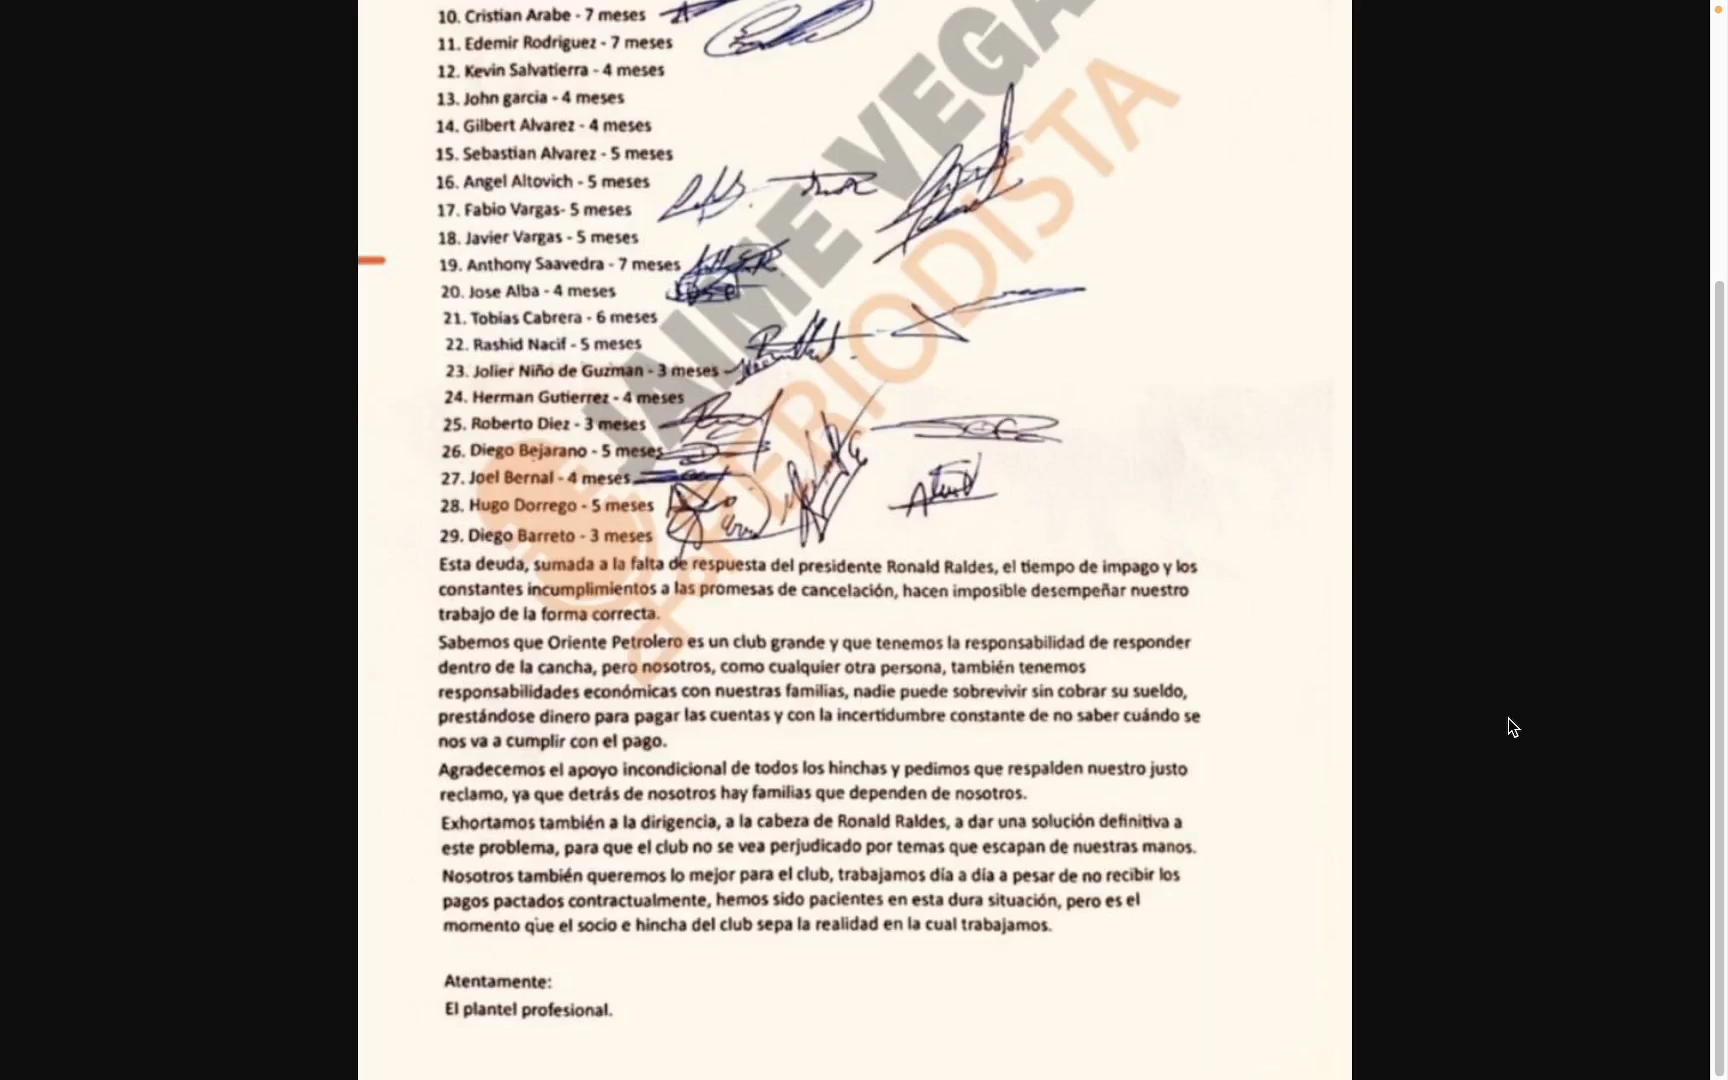 10. Cristian Arabe - 7 meses
11. Edemir Rodriguez - 7 meses
12. Kevin Salvatierra - 4 meses
13. John garcia - 4 meses
14. Gilbert Alvarez - 4 meses
15. Sebastian Alvarez - 5 meses
16. Angel Altovich - 5 meses
17. Fabio Vargas- 5 meses
18. Javier Vargas - 5 meses
19. Anthony Saavedra - 7 meses
20. Jose Alba - 4 meses
21. Tobias Cabrera - 6 meses
22. Rashid Nacif - 5 meses
23. Jolier Niño de Guzman - 3 meses
24. Herman Gutierrez - 4 meses
25. Roberto Diez - 3 meses
26. Diego Bejarano - 5 meses
27. Joel Bernal - 4 meses
28. Hugo Dorrego - 5 meses
29. Diego Barreto - 3 meses
Esta deuda, sumada a la falta de respuesta del presidente Ronald Raldes, el tiempo de impago y los
constantes incumplimientos a las promesas de cancelación, hacen imposible desempeñar nuestro
trabajo de la forma correcta.
Sabemos que Oriente Petrolero es un club grande y que tenemos la responsabilidad de responder
dentro de la cancha, pero nosotros, como cualquier otra persona, también tenemos
responsabilidades económicas con nuestras familias, nadie puede sobrevivir sin cobrar su sueldo,
prestándose dinero para pagar las cuentas y con la incertidumbre constante de no saber cuándo se
nos va a cumplir con el pago.
Agradecemos el apoyo incondicional de todos los hinchas y pedimos que respalden nuestro justo
reclamo, ya que detrás de nosotros hay familias que dependen de nosotros.
Exhortamos también a la dirigencia, a la cabeza de Ronald Raldes, a dar una solución definitiva a
este problema, para que el club no se vea perjudicado por temas que escapan de nuestras manos.
Nosotros también queremos lo mejor para el club, trabajamos día a día a pesar de no recibir los
pagos pactados contractualmente, hemos sido pacientes en esta dura situación, pero es el
momento que el socio e hincha del club sepa la realidad en la cual trabajamos.
Atentamente:
El plantel profesional.
JAIME VEGA
PERIODISTA